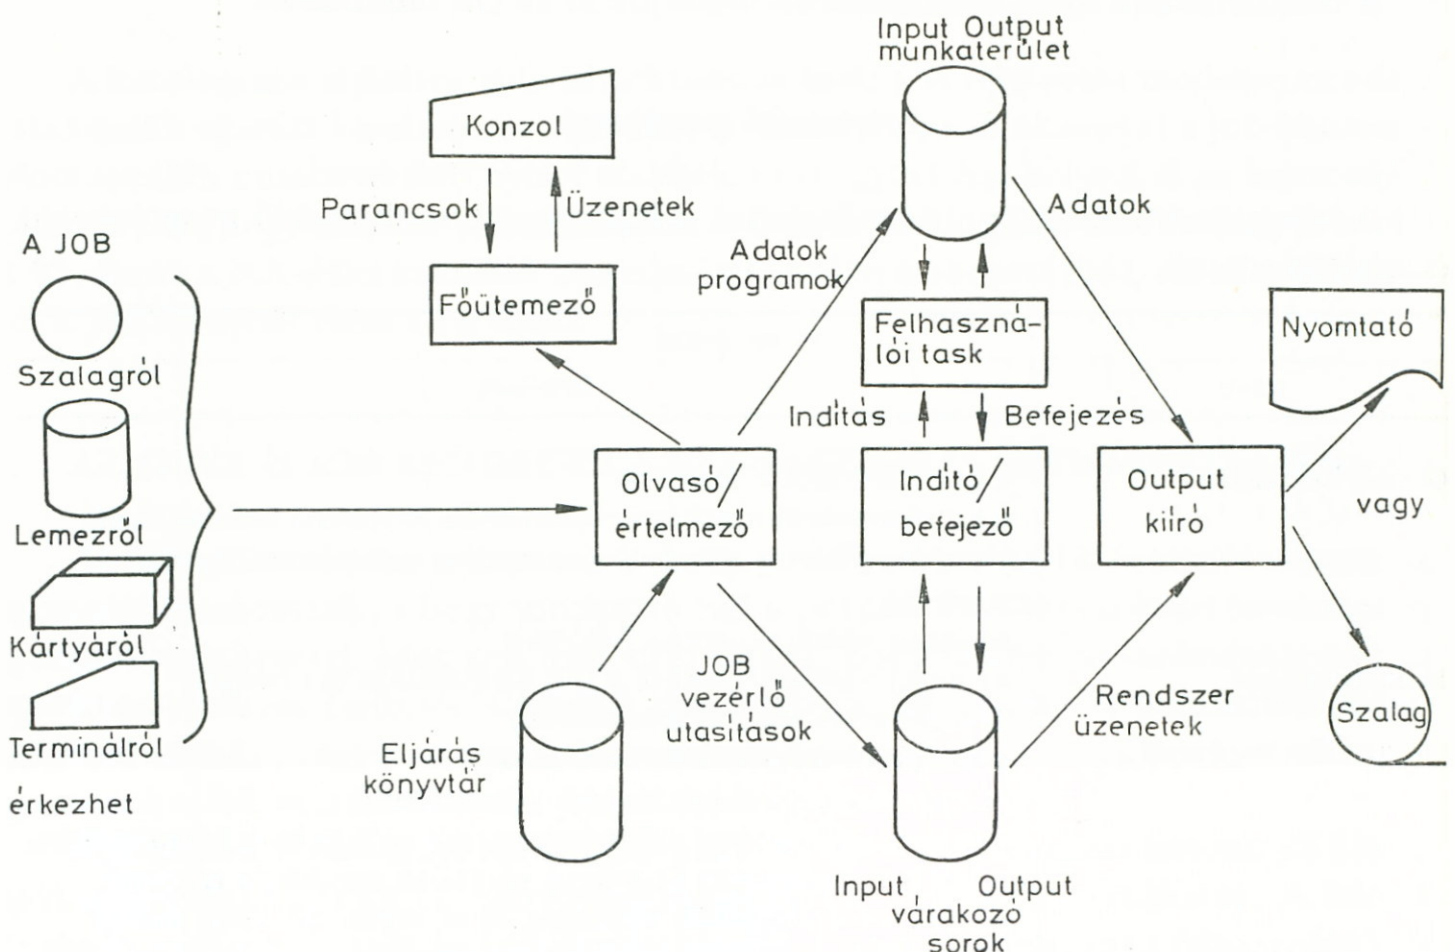 Input Output
munkaterület
Konzol
Parancsok
Üzenetek
Adatok
A JOB
Adatok
programok
Főütemező
Felhaszná-
lói task
Nyomtató
Szalagról
Indítás
Befejezés
Olvasó/
értelmező
Indító/
befejező
Output
kiíró
vagy
Lemezről
Kártyáról
JOB
vezérlő
utasítások
Rendszer
üzenetek
Szalag
Terminálról
Eljárás
könyvtár
érkezhet
Input Output
várakozó
sorok